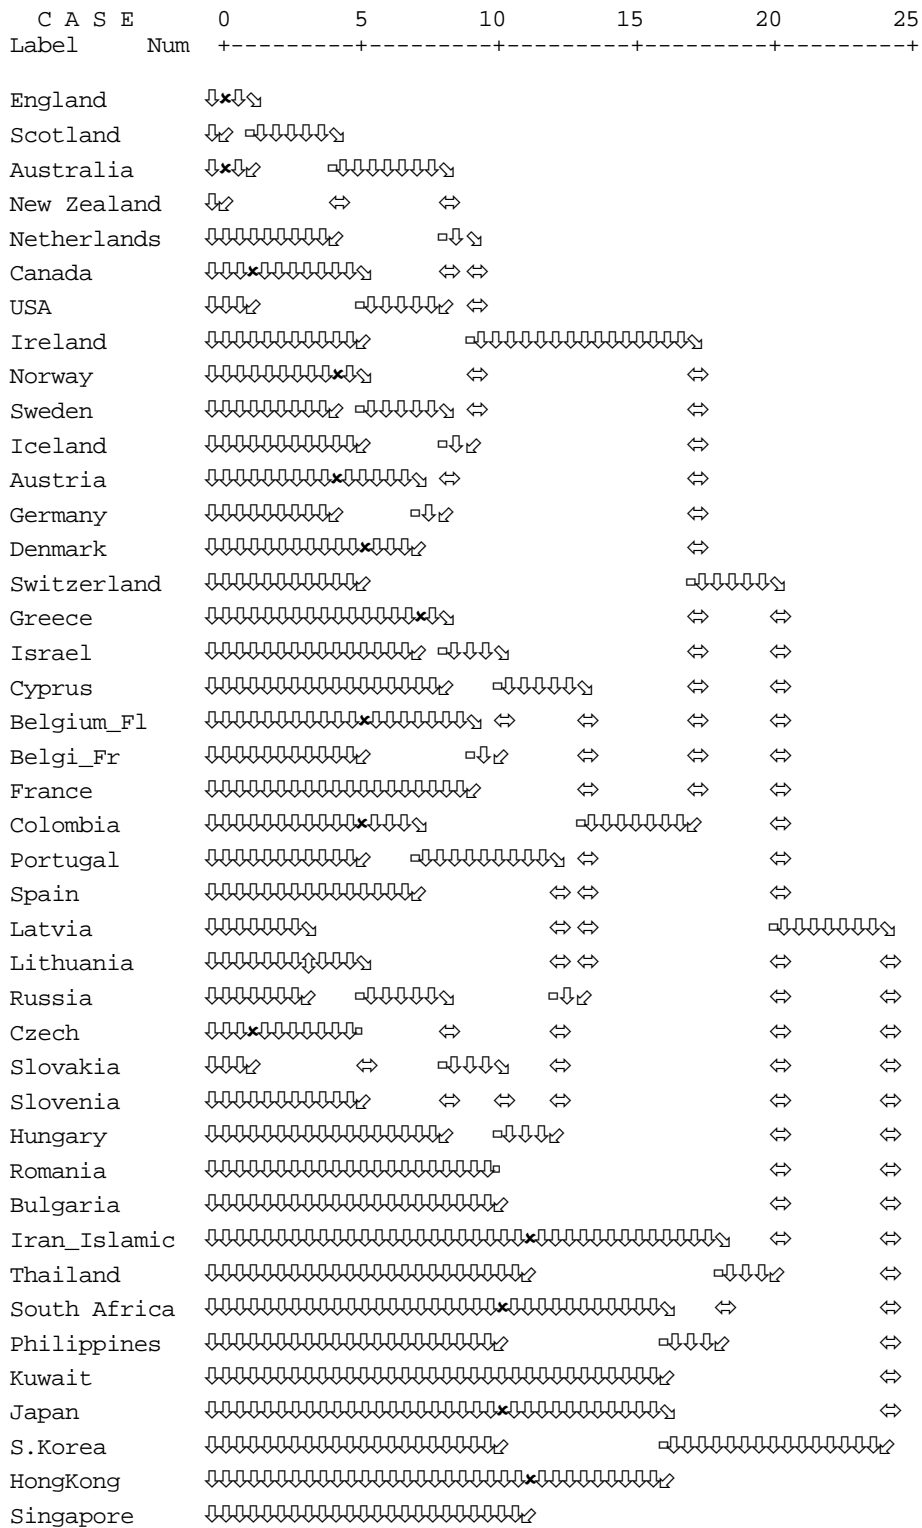 C A S E 0 5 10 15 20 25
Label Num +---------+---------+---------+---------+---------+
England
Scotland
Australia
New Zealand
Netherlands
Canada
USA
Ireland
Norway
Sweden
Iceland
Austria
Germany
Denmark
Switzerland
Greece
Israel
Cyprus
Belgium_Fl
Belgi_Fr
France
Colombia
Portugal
Spain
Latvia
Lithuania
Russia
Czech
Slovakia
Slovenia
Hungary
Romania
Bulgaria
Iran_Islamic
Thailand
South Africa
Philippines
Kuwait
Japan
S.Korea
HongKong
Singapore